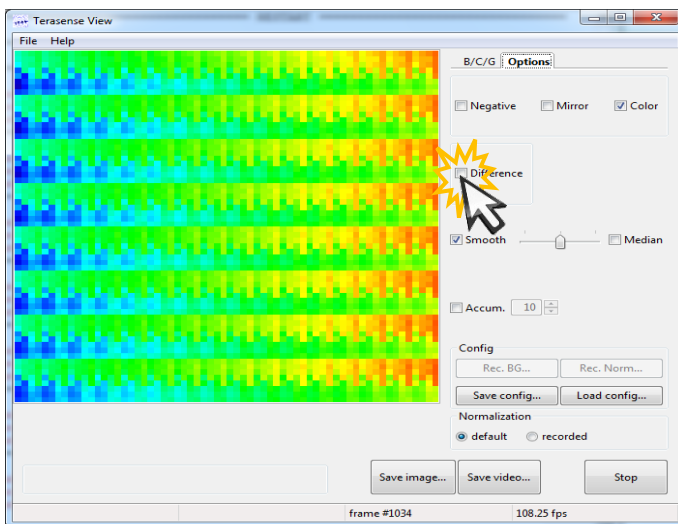 Terasense View
File Help
B/C/G Options
Negative Mirror Color
Difference
Smooth Median
Accum. 10
Config
Rec. BG... Rec. Norm...
Save config... Load config...
Normalization
default recorded
Save image... Save video... Stop
frame #1034 108.25 fps